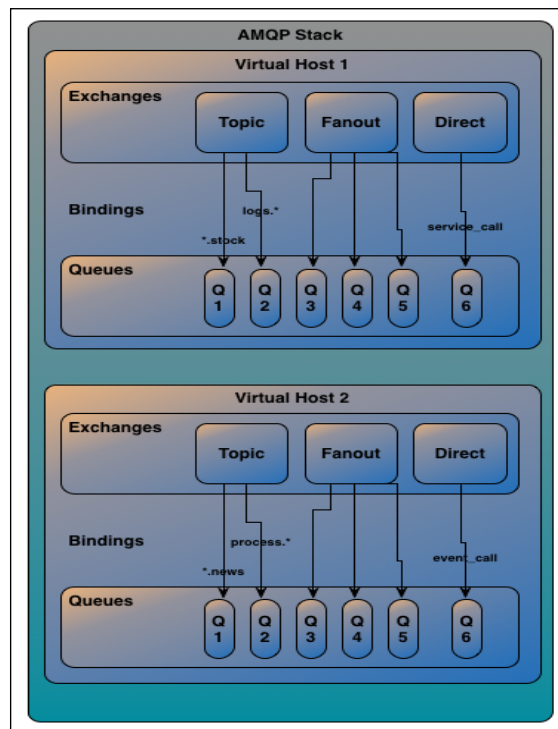 AMQP Stack
Virtual Host 1
Exchanges
Topic
Fanout
Direct
Bindings
logs.*
*.stock
service_call
Queues
Q
1
Q
2
Q
3
Q
4
Q
5
Q
6
Virtual Host 2
Exchanges
Topic
Fanout
Direct
Bindings
process.*
*.news
event_call
Queues
Q
1
Q
2
Q
3
Q
4
Q
5
Q
6